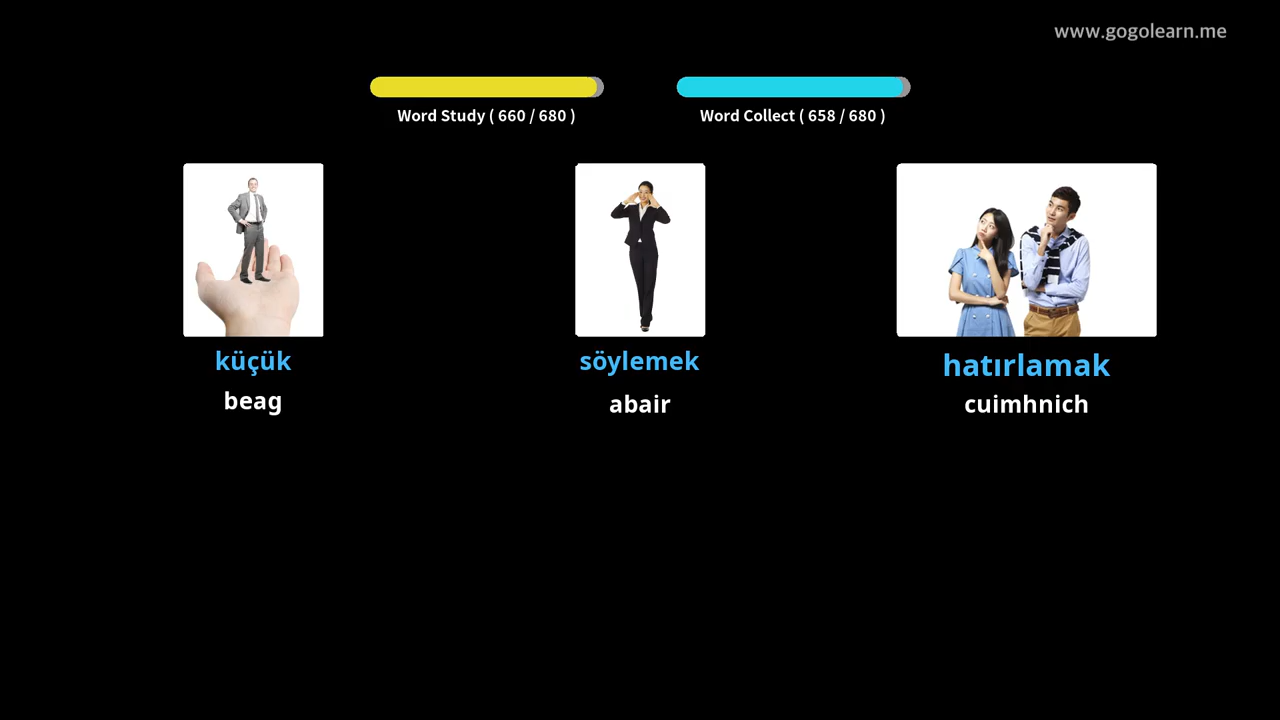 www.gogolearn.me
Word Study ( 660 / 680 )
Word Collect ( 658 / 680 )
küçük
söylemek
hatırlamak
beag
abair
cuimhnich